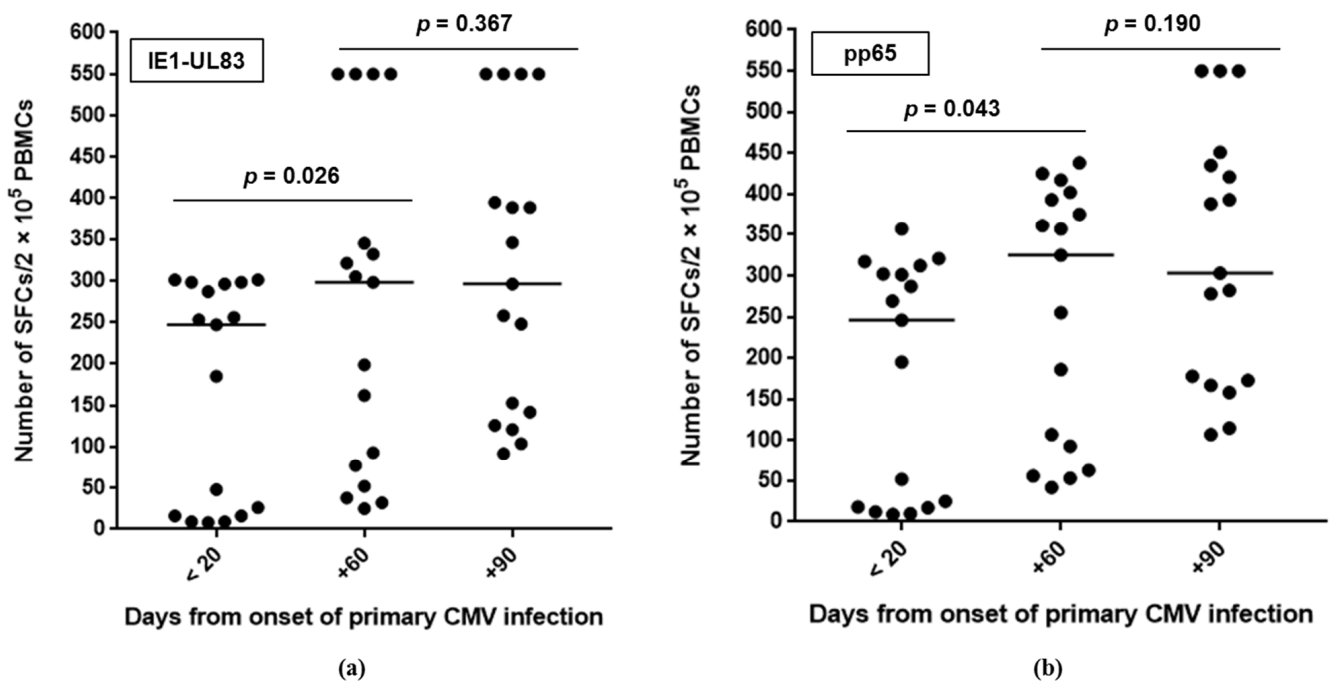 600
550
500
450
400
350
300
250
200
150
100
50
0
Number of SFCs/2 × 10⁵ PBMCs
IE1-UL83
p = 0.367
p = 0.026
< 20
+60
+90
Days from onset of primary CMV infection
(a)
600
550
500
450
400
350
300
250
200
150
100
50
0
Number of SFCs/2 × 10⁵ PBMCs
pp65
p = 0.190
p = 0.043
< 20
+60
+90
Days from onset of primary CMV infection
(b)